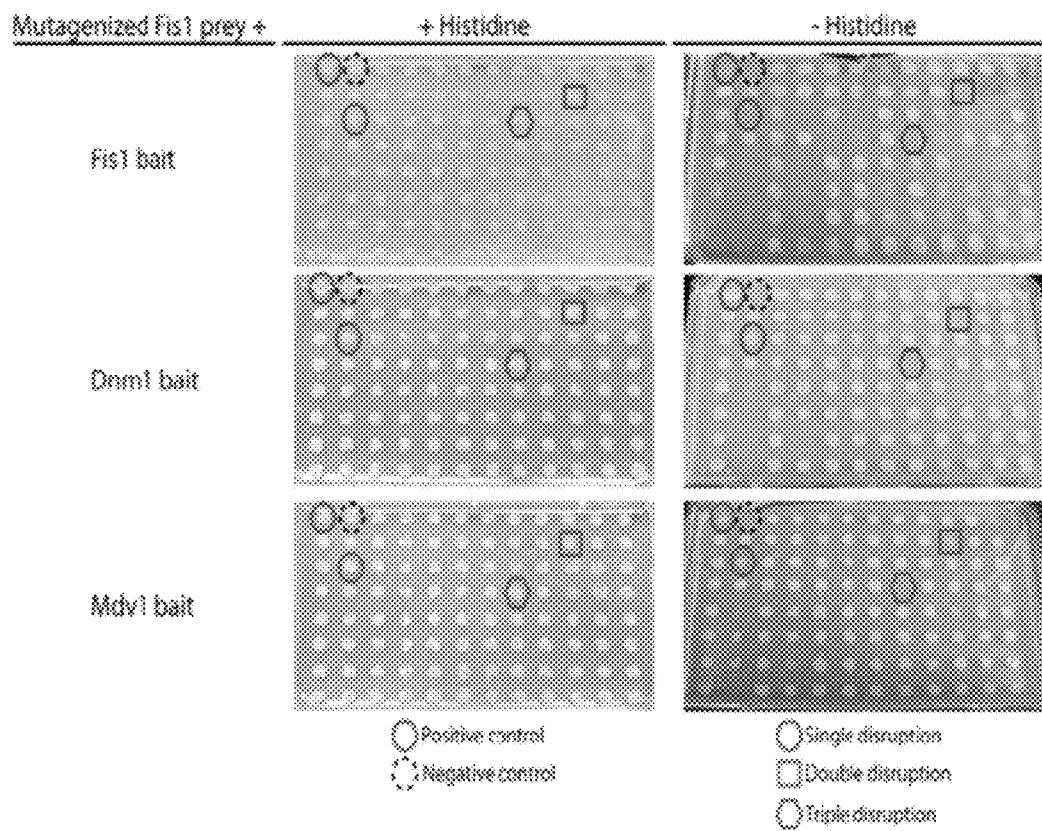 Mutagenized Fis1 prey + + Histidine - Histidine
Fis1 bait
Dnm1 bait
Mdv1 bait
Positive control
Negative control
Single disruption
Double disruption
Triple disruption